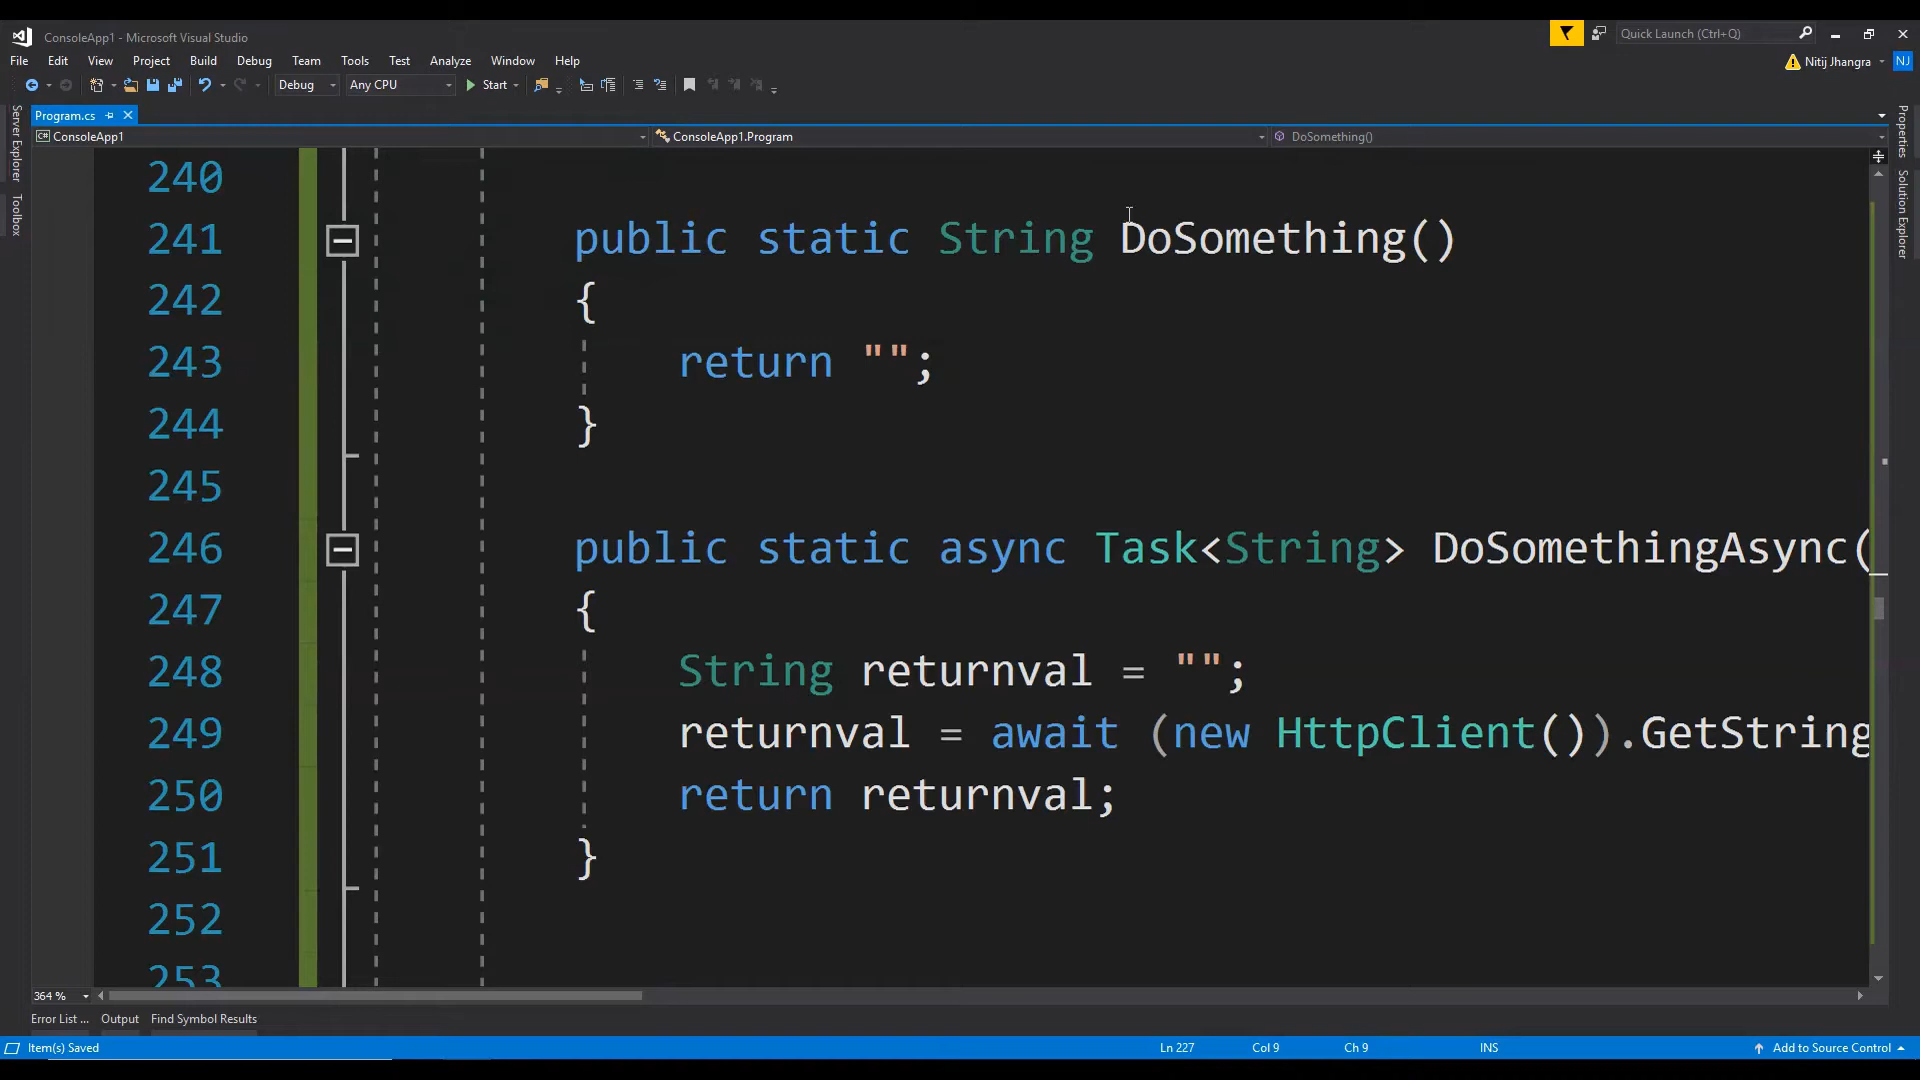 ConsoleApp1 - Microsoft Visual Studio
Quick Launch (Ctrl+Q)
File Edit View Project Build Debug Team Tools Test Analyze Window Help
Nitij Jhangra NJ
Debug Any CPU Start
Program.cs
ConsoleApp1 ConsoleApp1.Program DoSomething()
Server Explorer
Toolbox
Properties
Solution Explorer
240
241 public static String DoSomething()
242 {
243 return "";
244 }
245
246 public static async Task<String> DoSomethingAsync(
247 {
248 String returnval = "";
249 returnval = await (new HttpClient()).GetString
250 return returnval;
251 }
252
253
364 %
Error List ... Output Find Symbol Results
Item(s) Saved Ln 227 Col 9 Ch 9 INS Add to Source Control